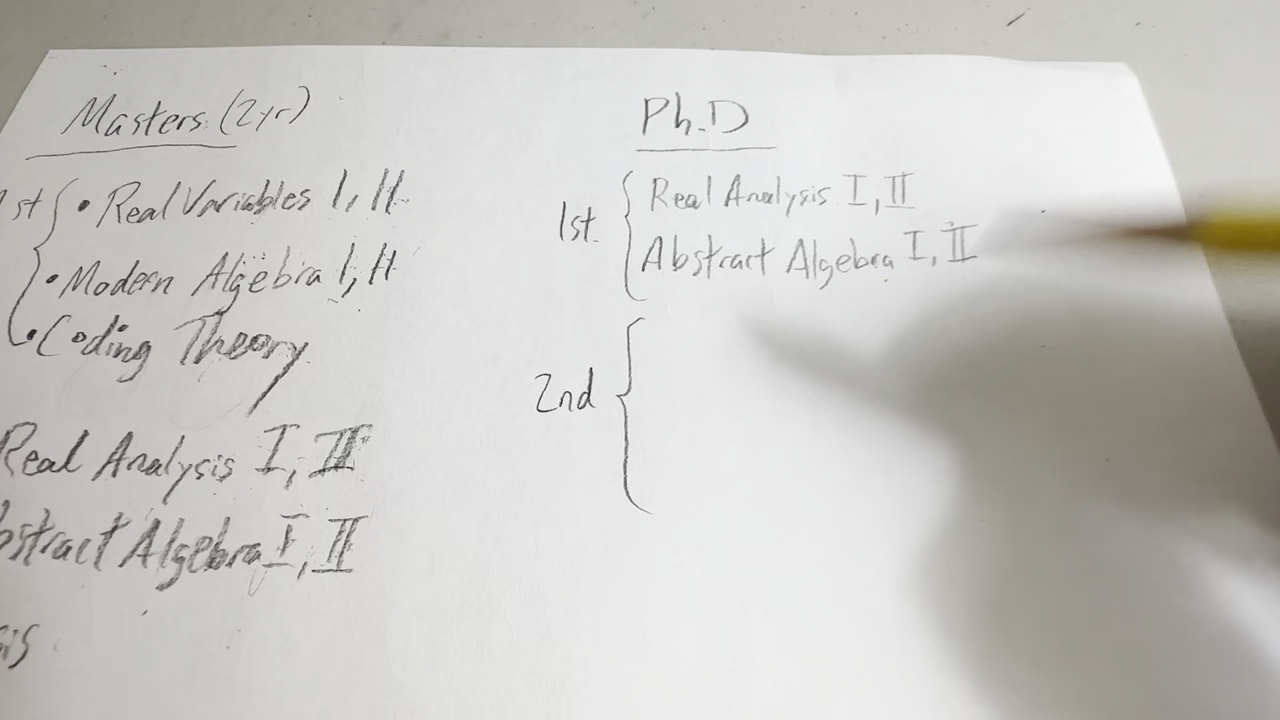 Masters (2yr)
1st • Real Variables I, II
• Modern Algebra I, II
• Coding Theory
Real Analysis I, II
Algebra I, II
Ph.D
1st. Real Analysis I, II
Abstract Algebra I, II
2nd